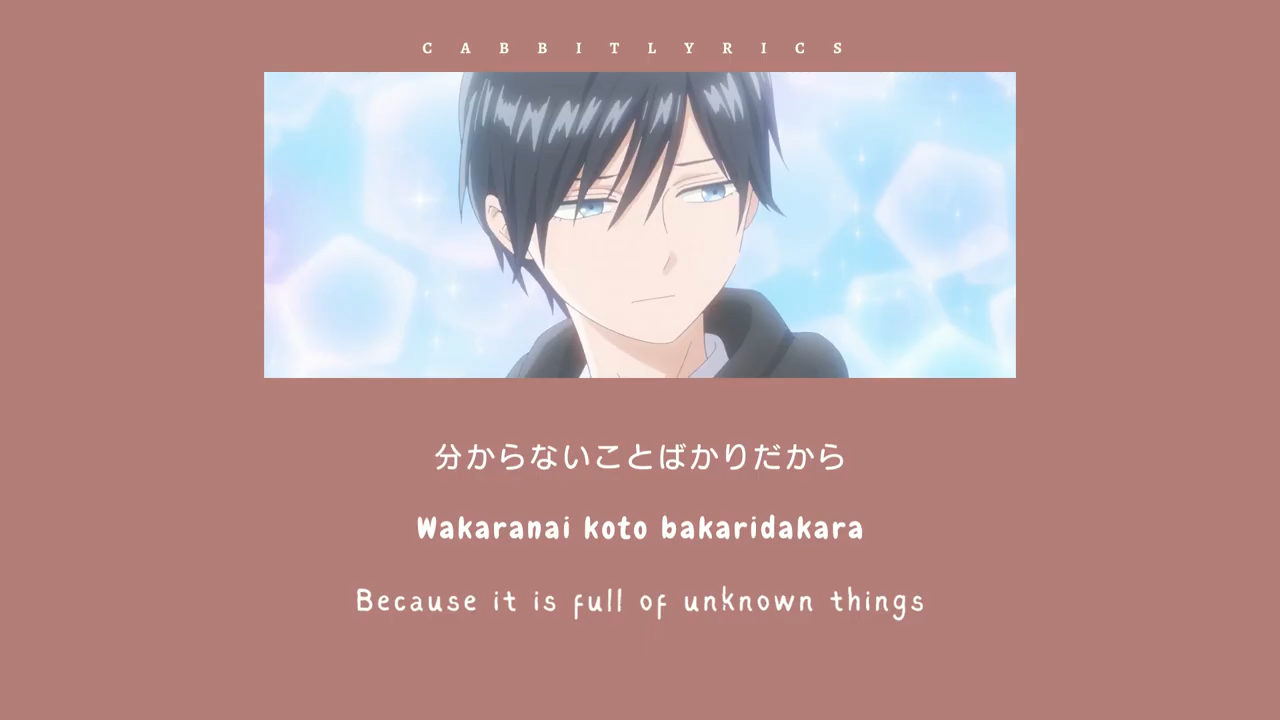 CABBITLYRICS
分からないことばかりだから
Wakaranai koto bakaridakara
Because it is full of unknown things